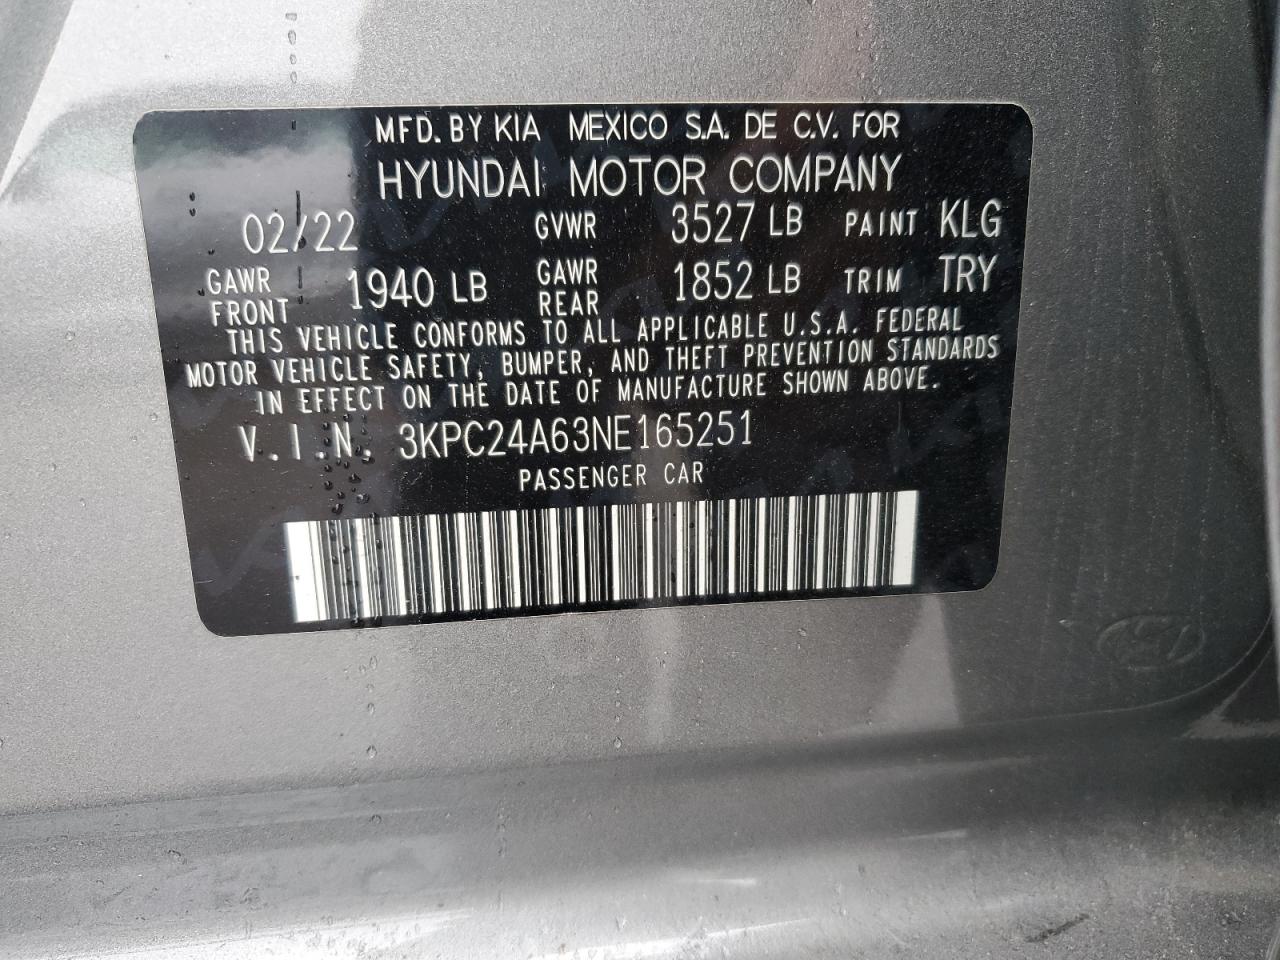 MFD. BY KIA MEXICO S.A. DE C.V. FOR
HYUNDAI MOTOR COMPANY
02/22 GVWR 3527 LB PAINT KLG
GAWR FRONT 1940 LB GAWR REAR 1852 LB TRIM TRY
THIS VEHICLE CONFORMS TO ALL APPLICABLE U.S.A. FEDERAL
MOTOR VEHICLE SAFETY, BUMPER, AND THEFT PREVENTION STANDARDS
IN EFFECT ON THE DATE OF MANUFACTURE SHOWN ABOVE.
V.I.N. 3KPC24A63NE165251
PASSENGER CAR